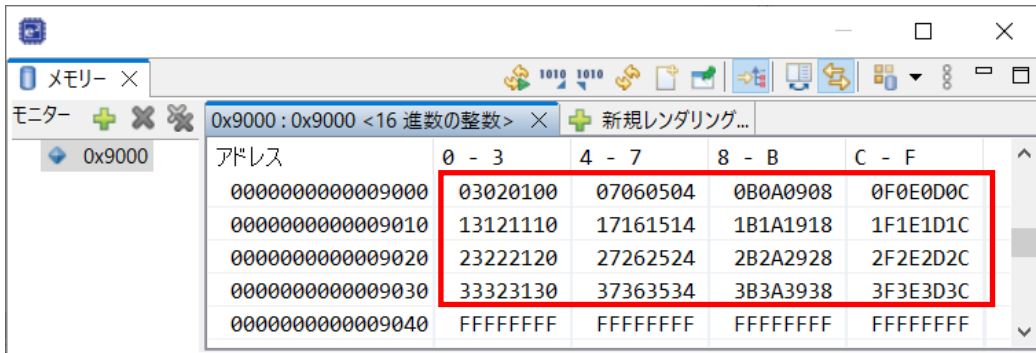 メモリー
1010 1010
モニター
0x9000 : 0x9000 <16 進数の整数>
新規レンダリング...
0x9000
アドレス 0 - 3 4 - 7 8 - B C - F
0000000000009000 03020100 07060504 0B0A0908 0F0E0D0C
0000000000009010 13121110 17161514 1B1A1918 1F1E1D1C
0000000000009020 23222120 27262524 2B2A2928 2F2E2D2C
0000000000009030 33323130 37363534 3B3A3938 3F3E3D3C
0000000000009040 FFFFFFFF FFFFFFFF FFFFFFFF FFFFFFFF